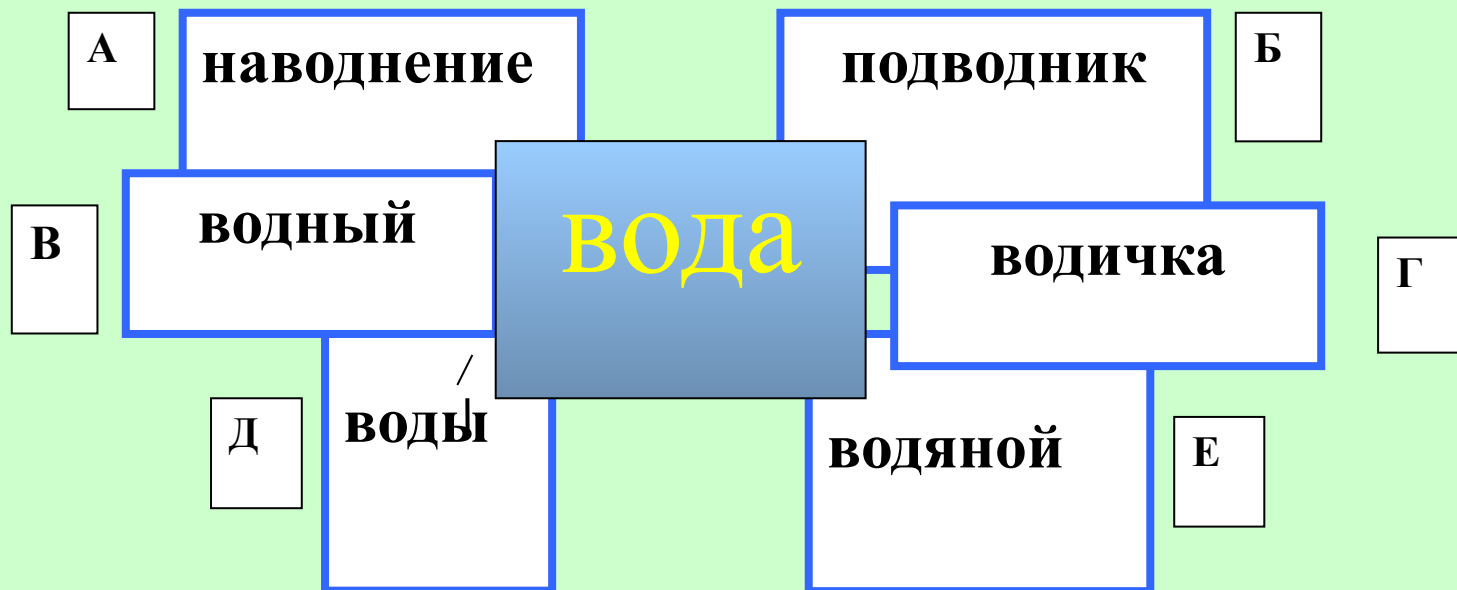 А
наводнение
подводник
Б
В
водный
вода
водичка
Г
Д
воды
водяной
Е